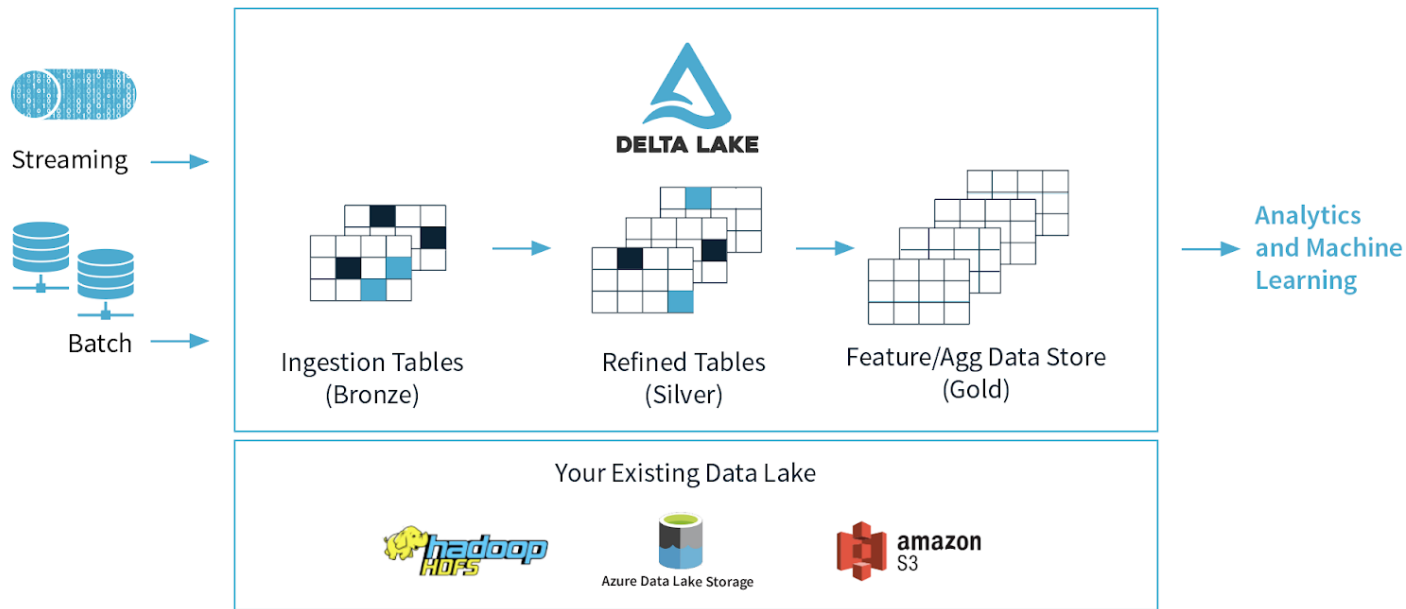 DELTA LAKE
Streaming
Batch
Ingestion Tables
(Bronze)
Refined Tables
(Silver)
Feature/Agg Data Store
(Gold)
Analytics
and Machine
Learning
Your Existing Data Lake
hadoop
HDFS
Azure Data Lake Storage
amazon
S3